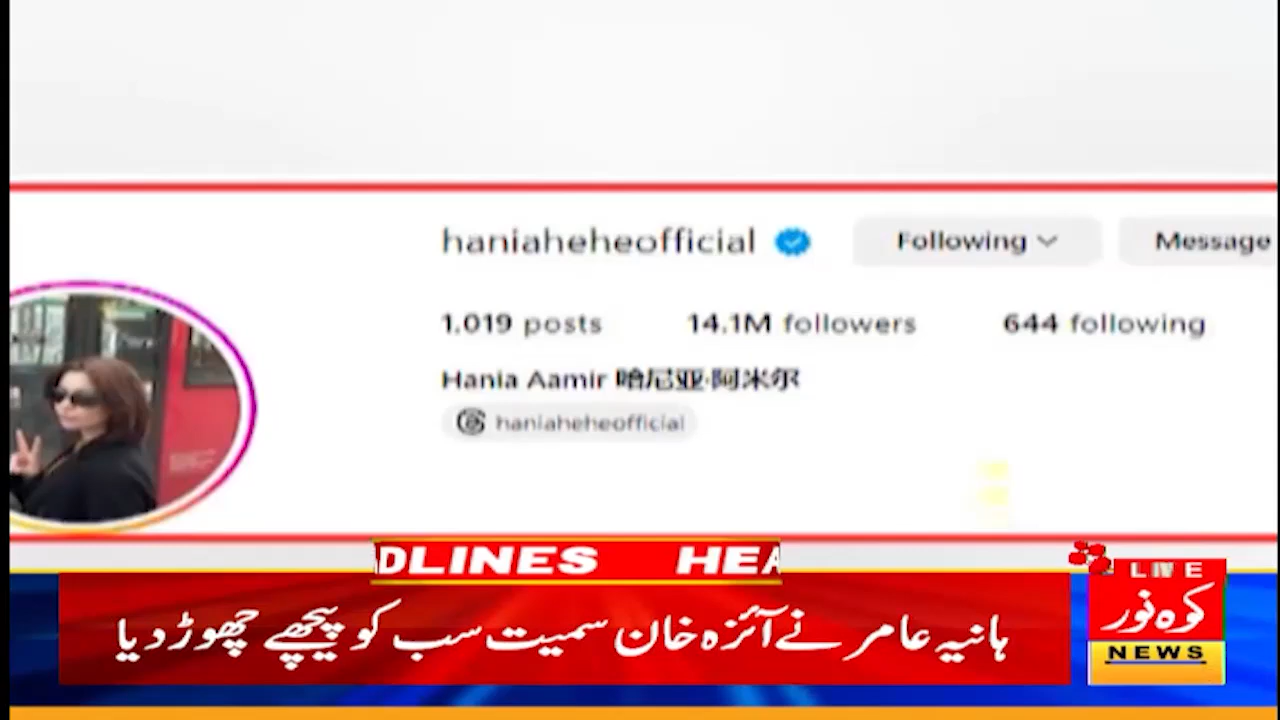 haniaheheofficial Following Message
1.019 posts 14.1M followers 644 following
Hania Aamir 哈尼亚·阿米尔
haniaheheofficial
DLINES HEA
LIVE
ہانیہ عامر نے آئزہ خان سمیت سب کو پیچھے چھوڑ دیا
کوہ نور
NEWS